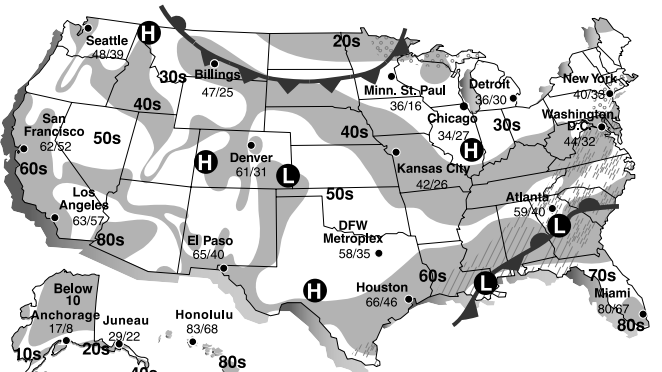 20s
H
Seattle
48/39
30s
Billings
47/25
Minn. St. Paul
36/16
Detroit
36/30
New York
40/33
40s
Chicago
34/27
30s
Washington,
D.C.
44/32
San
Francisco
62/52
50s
40s
H
60s
H
Denver
61/31
L
Kansas City
42/26
50s
Los
Angeles
63/57
Atlanta
59/40
L
80s
El Paso
65/40
DFW
Metroplex
58/35
60s
70s
H
Houston
66/46
L
Miami
80/67
80s
Below
10
Anchorage
17/8
Juneau
29/22
Honolulu
83/68
10s
20s
80s
40s